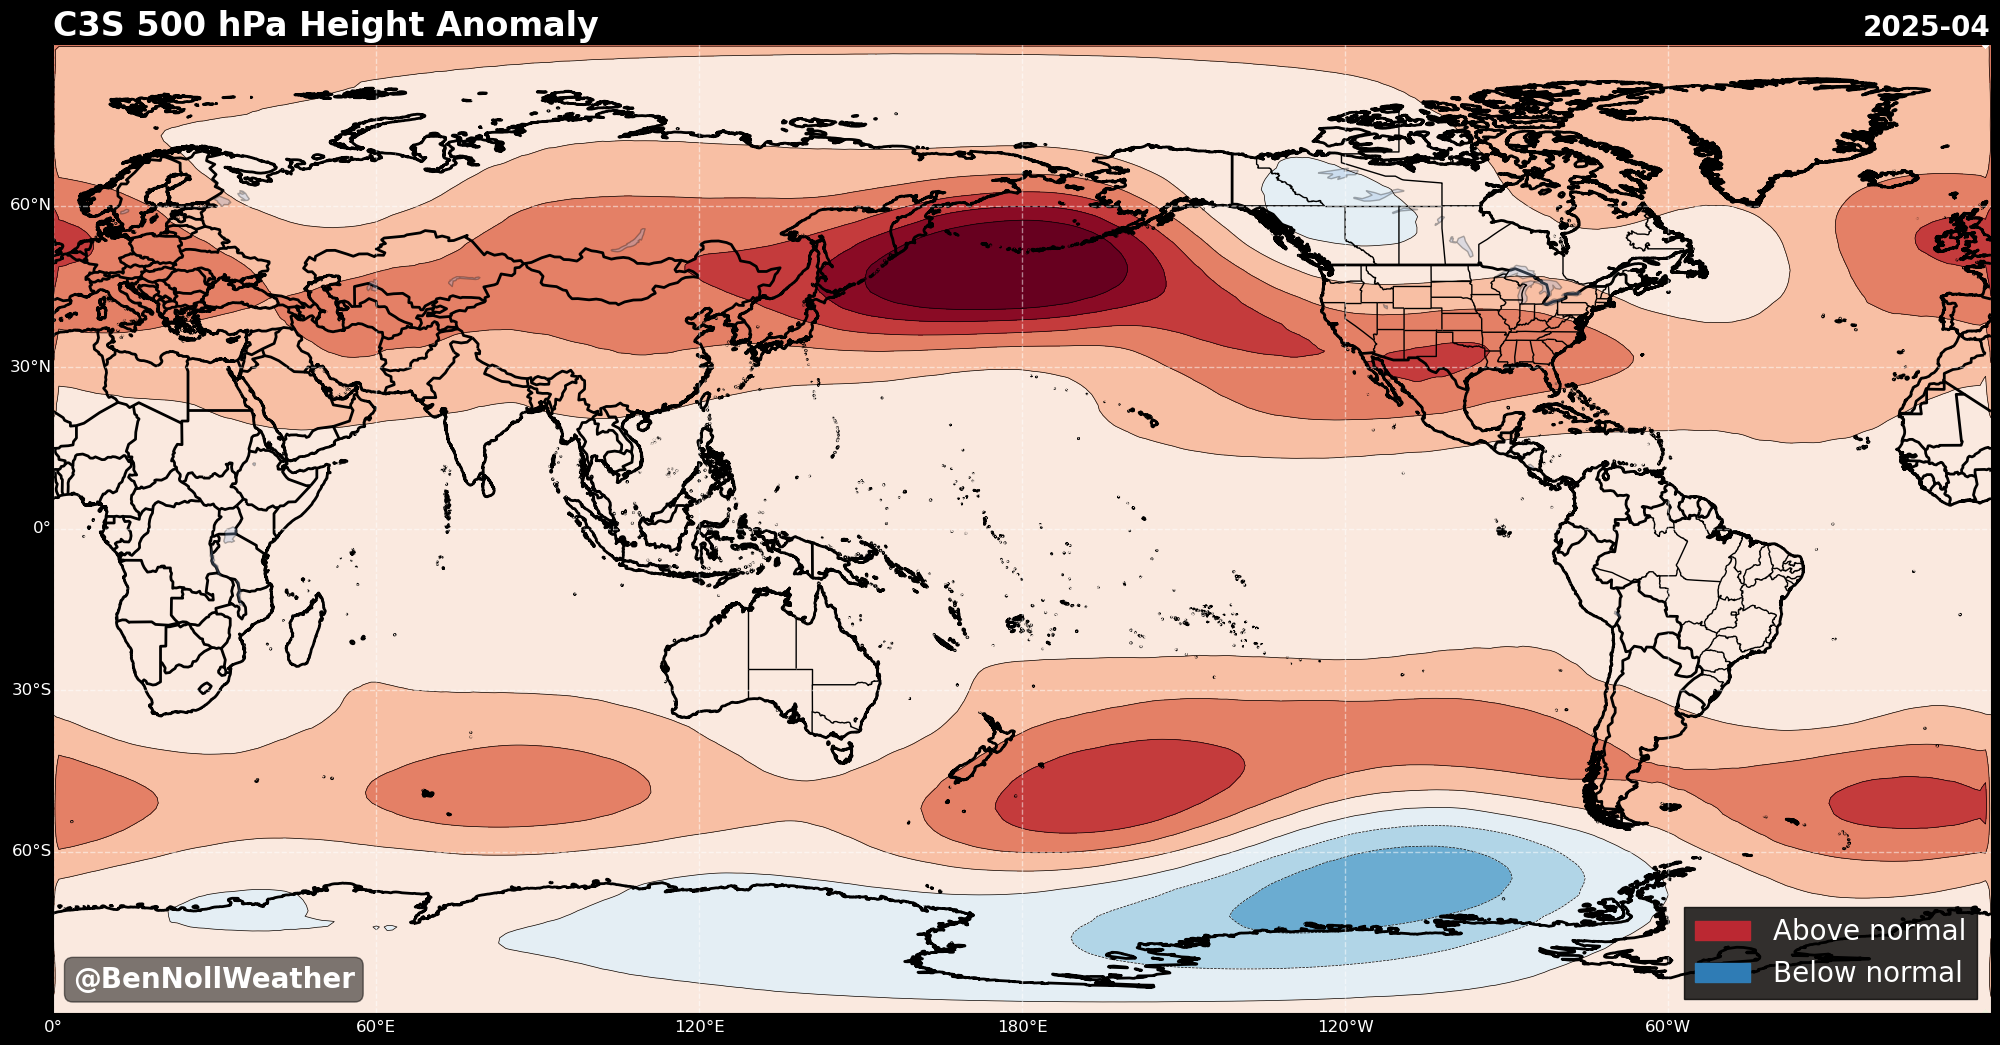 C3S 500 hPa Height Anomaly
2025-04
60°N
30°N
0°
30°S
60°S
Above normal
Below normal
@BenNollWeather
0°
60°E
120°E
180°E
120°W
60°W